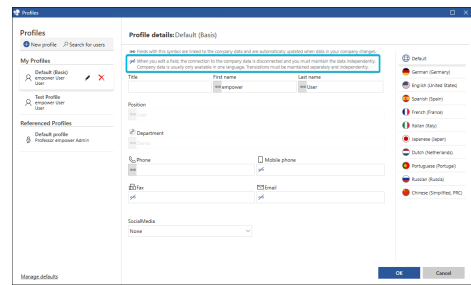 Profiles
Profiles
New profile Search for users
My Profiles
Default (Basis)
empower User
User
Test Profile
empower User
User
Referenced Profiles
Default profile
Professor empower Admin
Manage defaults
Profile details: Default (Basis)
Fields with this symbol are linked to the company data and are automatically updated when data in your company changes.
When you edit a field, the connection to the company data is disconnected and you must maintain the data independently.
Company data is usually only available in one language. Translations must be maintained separately and independently.
Title First name Last name
empower User
Position
User
Department
Phone Mobile phone
Fax Email
SocialMedia
None
Default
German (Germany)
English (United States)
Spanish (Spain)
French (France)
Italian (Italy)
Japanese (Japan)
Dutch (Netherlands)
Portuguese (Portugal)
Russian (Russia)
Chinese (Simplified, PRC)
OK Cancel